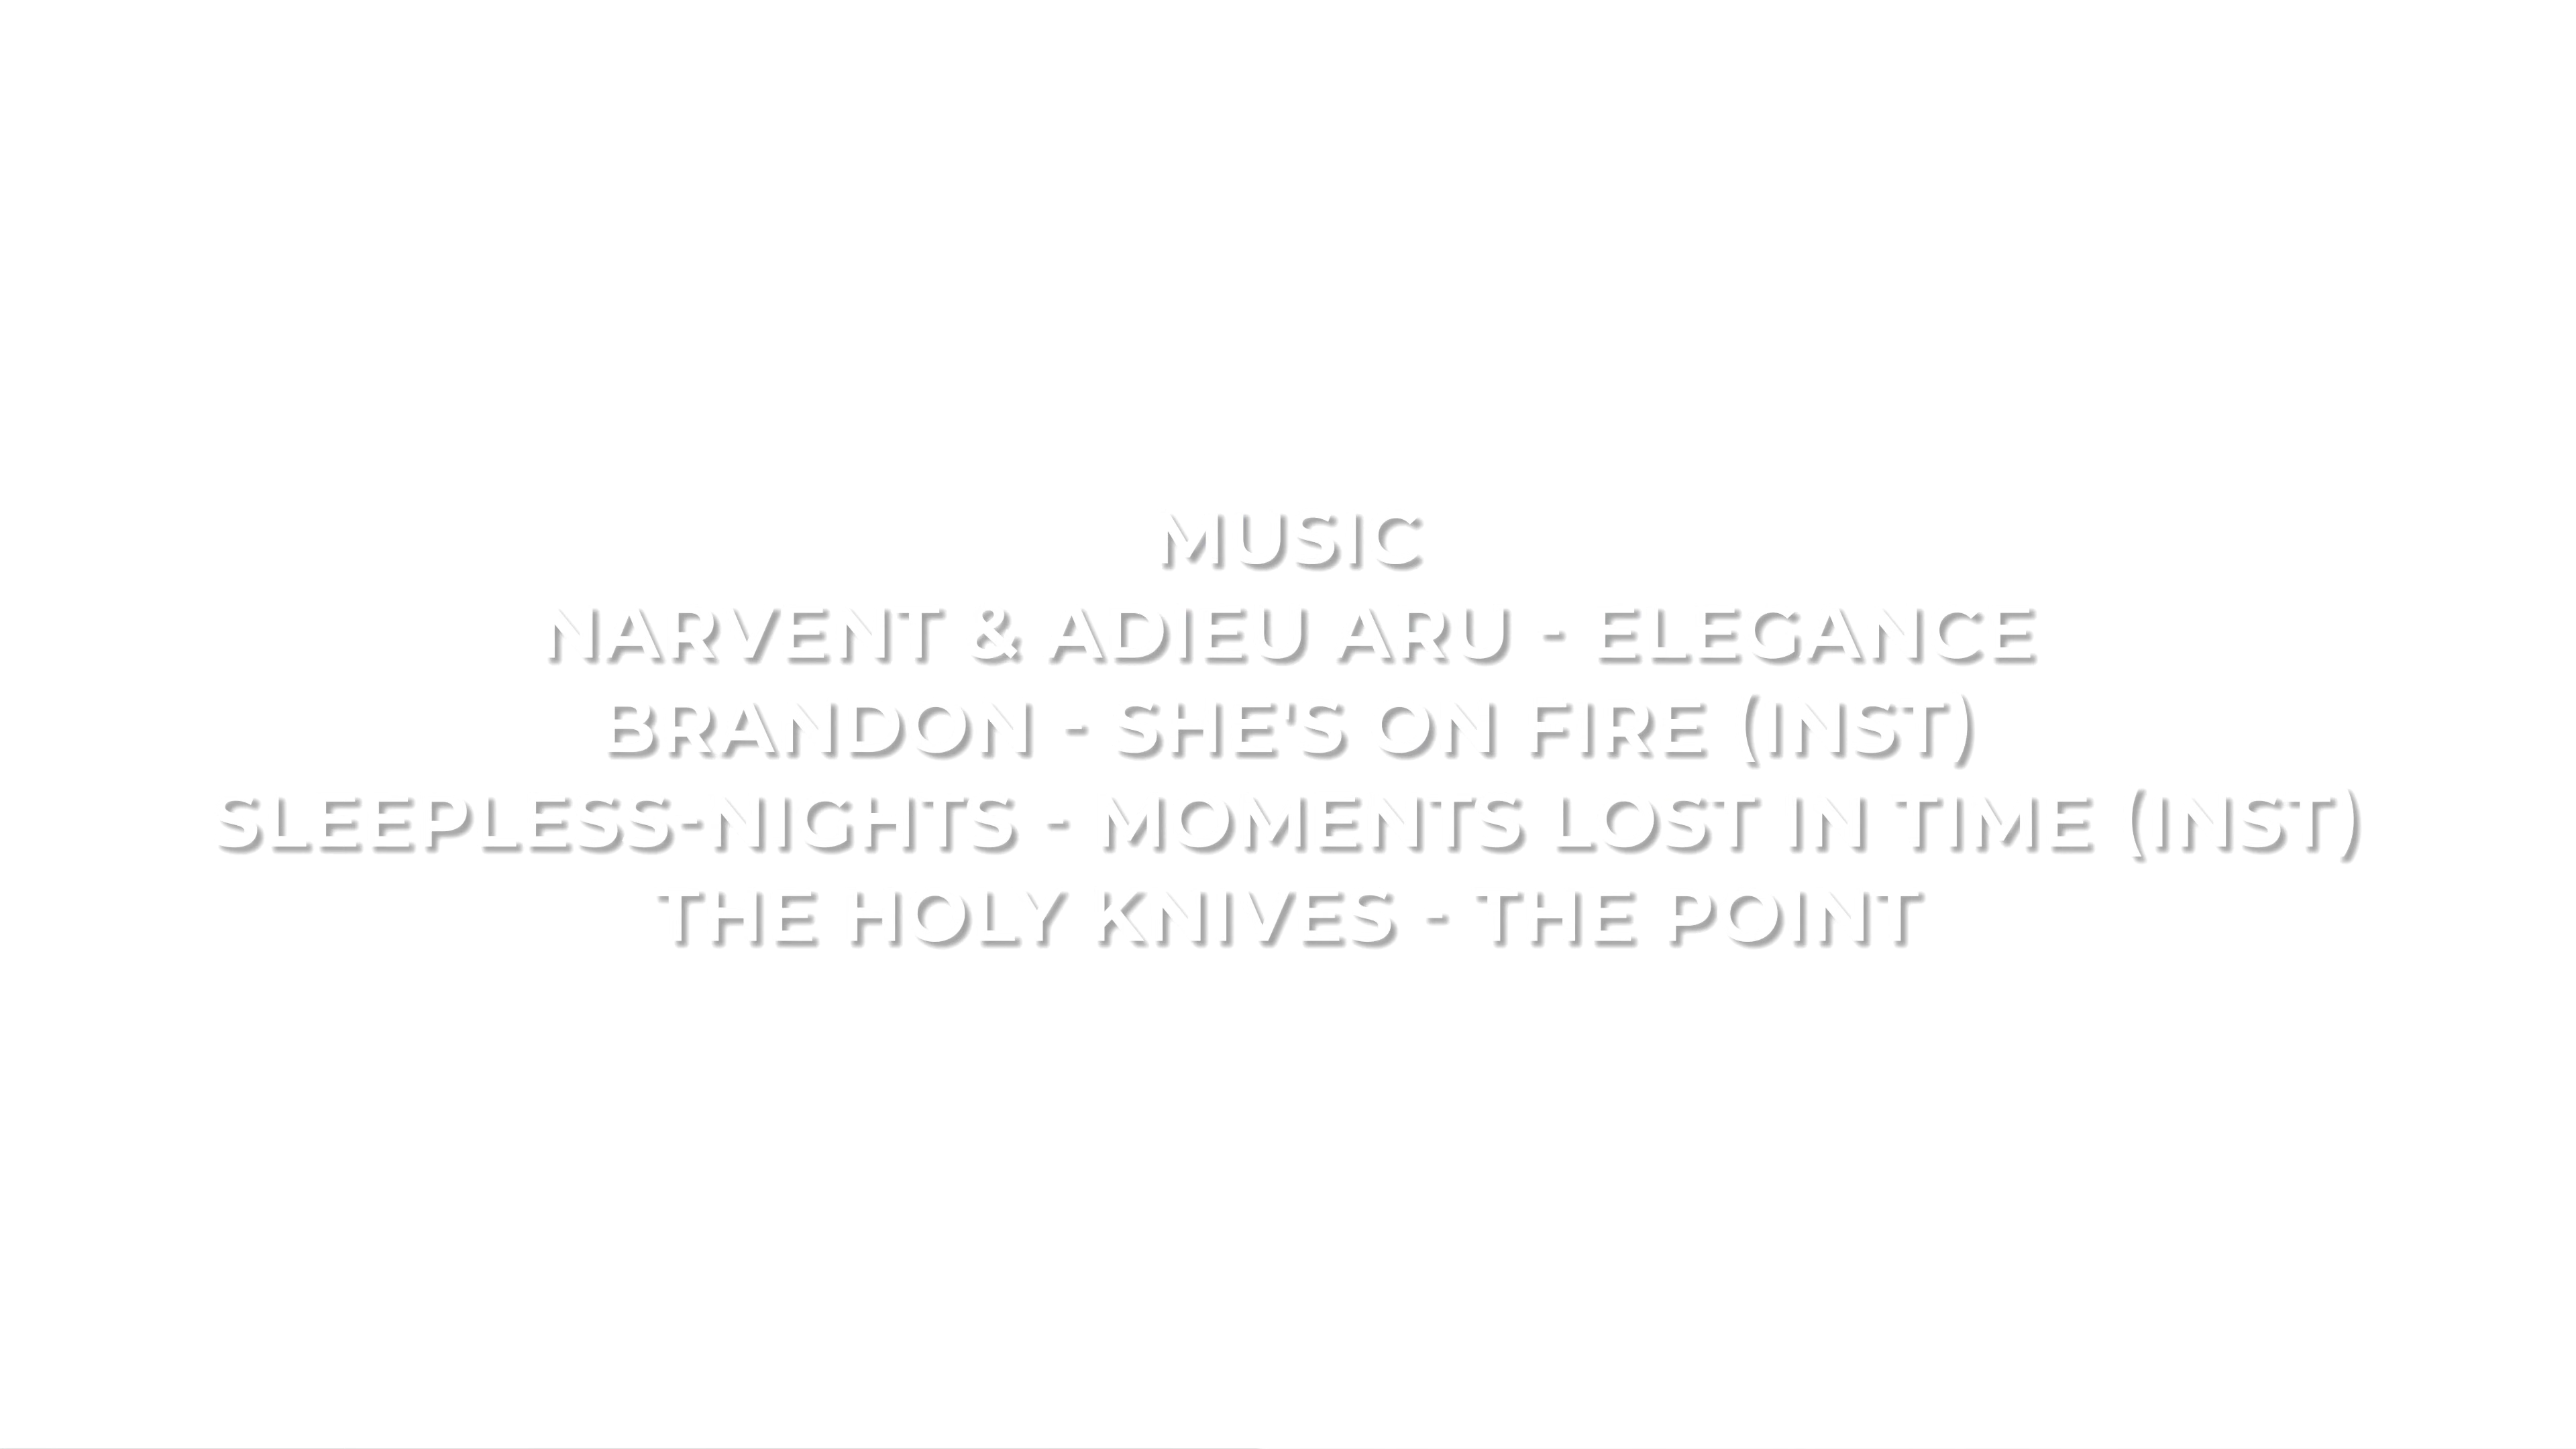 MUSIC
NARVENT & ADIEU ARU - ELEGANCE
BRANDON - SHE'S ON FIRE (INST)
SLEEPLESS-NIGHTS - MOMENTS LOST IN TIME (INST)
THE HOLY KNIVES - THE POINT